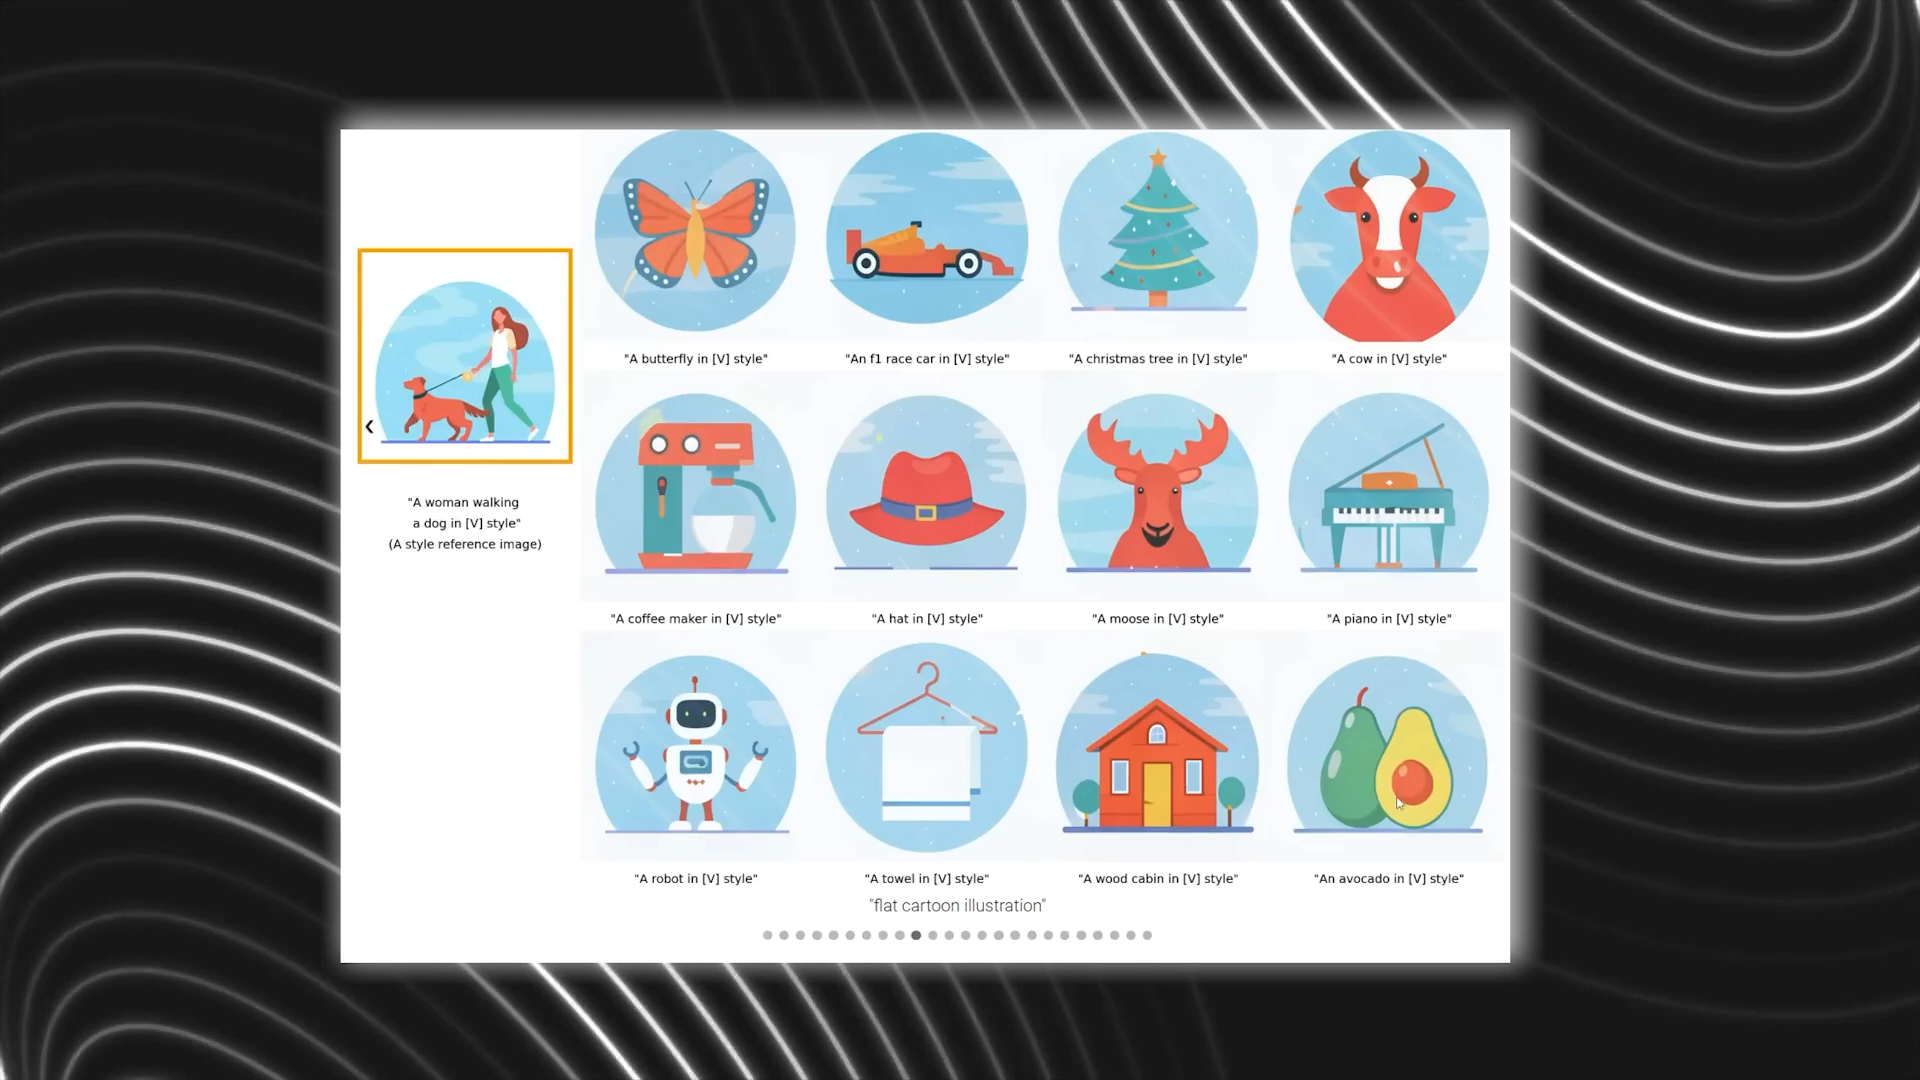 "A butterfly in [V] style"
"An f1 race car in [V] style"
"A christmas tree in [V] style"
"A cow in [V] style"
"A woman walking
a dog in [V] style"
(A style reference image)
"A coffee maker in [V] style"
"A hat in [V] style"
"A moose in [V] style"
"A piano in [V] style"
"A robot in [V] style"
"A towel in [V] style"
"A wood cabin in [V] style"
"An avocado in [V] style"
"flat cartoon illustration"